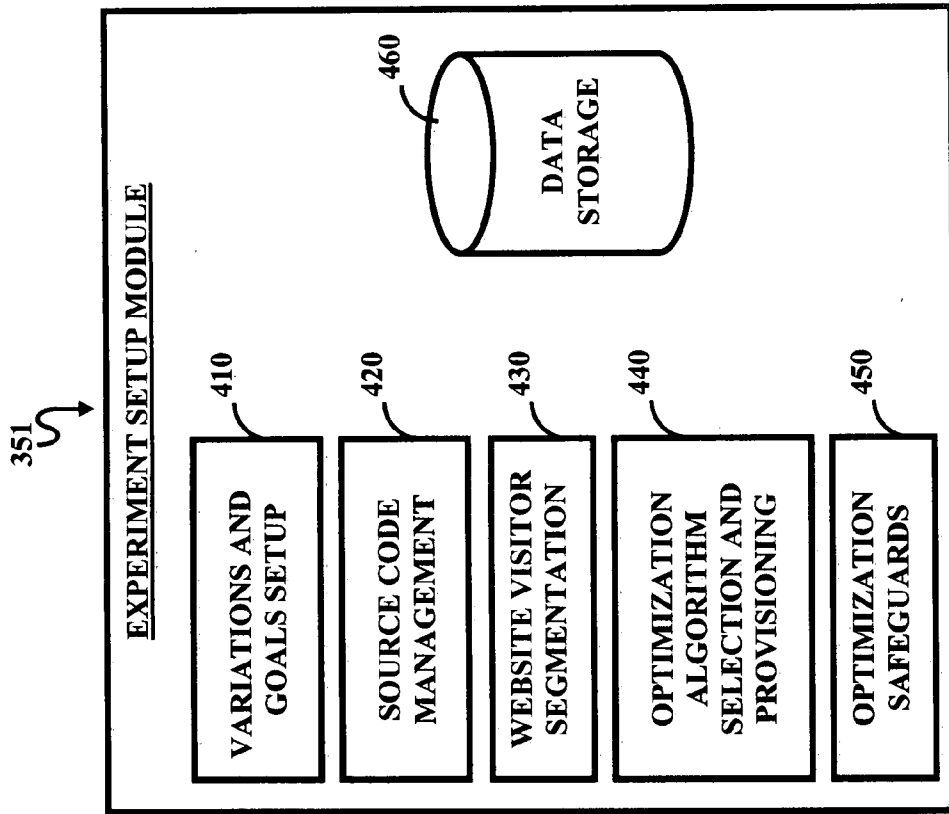 351
EXPERIMENT SETUP MODULE
410
VARIATIONS AND
GOALS SETUP
420
SOURCE CODE
MANAGEMENT
430
WEBSITE VISITOR
SEGMENTATION
440
OPTIMIZATION
ALGORITHM
SELECTION AND
PROVISIONING
450
OPTIMIZATION
SAFEGUARDS
460
DATA
STORAGE